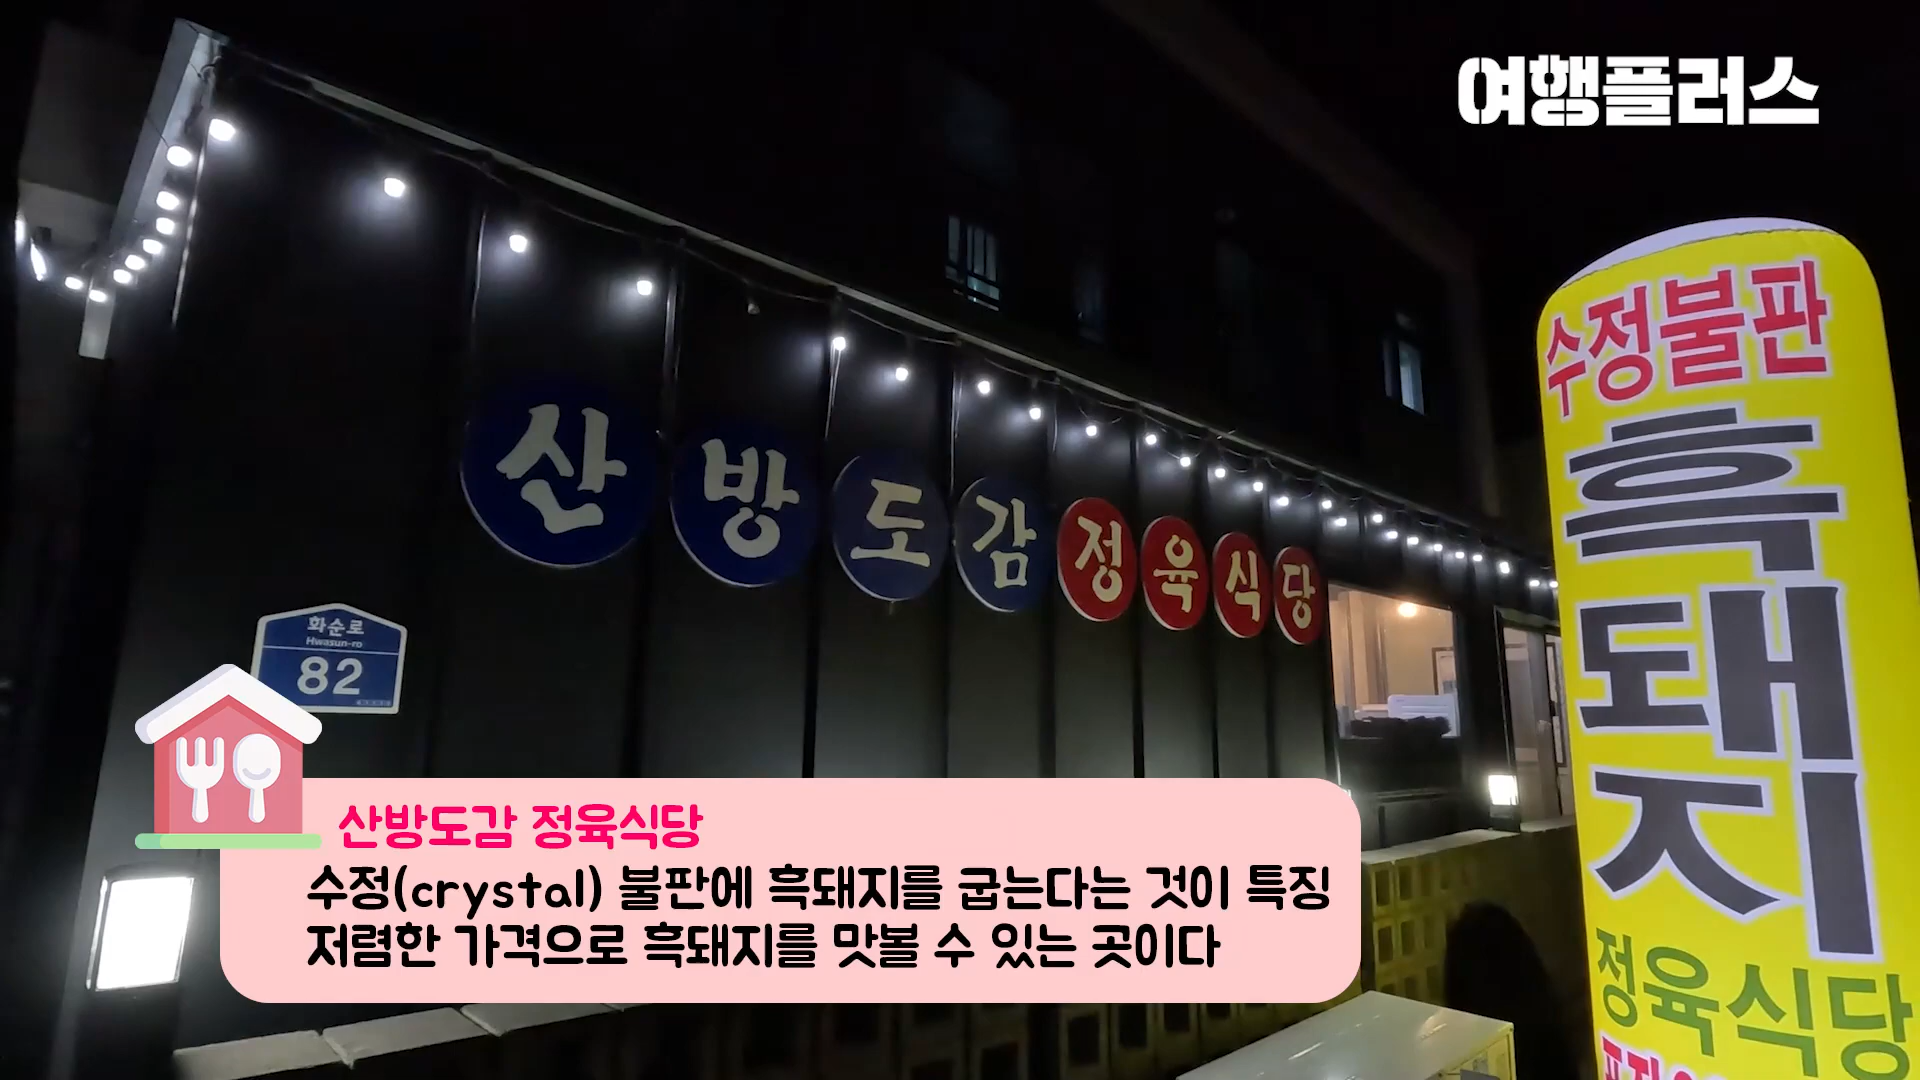 여행플러스
산방도감정육식당
화순로
Hwasun-ro
82
수정불판
흑돼지
정육식당
산방도감 정육식당
수정(crystal) 불판에 흑돼지를 굽는다는 것이 특징
저렴한 가격으로 흑돼지를 맛볼 수 있는 곳이다